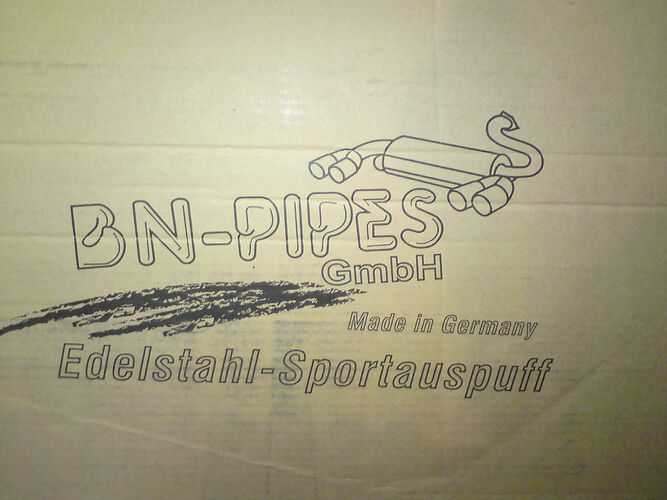 BN-PIPES
GmbH
Made in Germany
Edelstahl-Sportauspuff